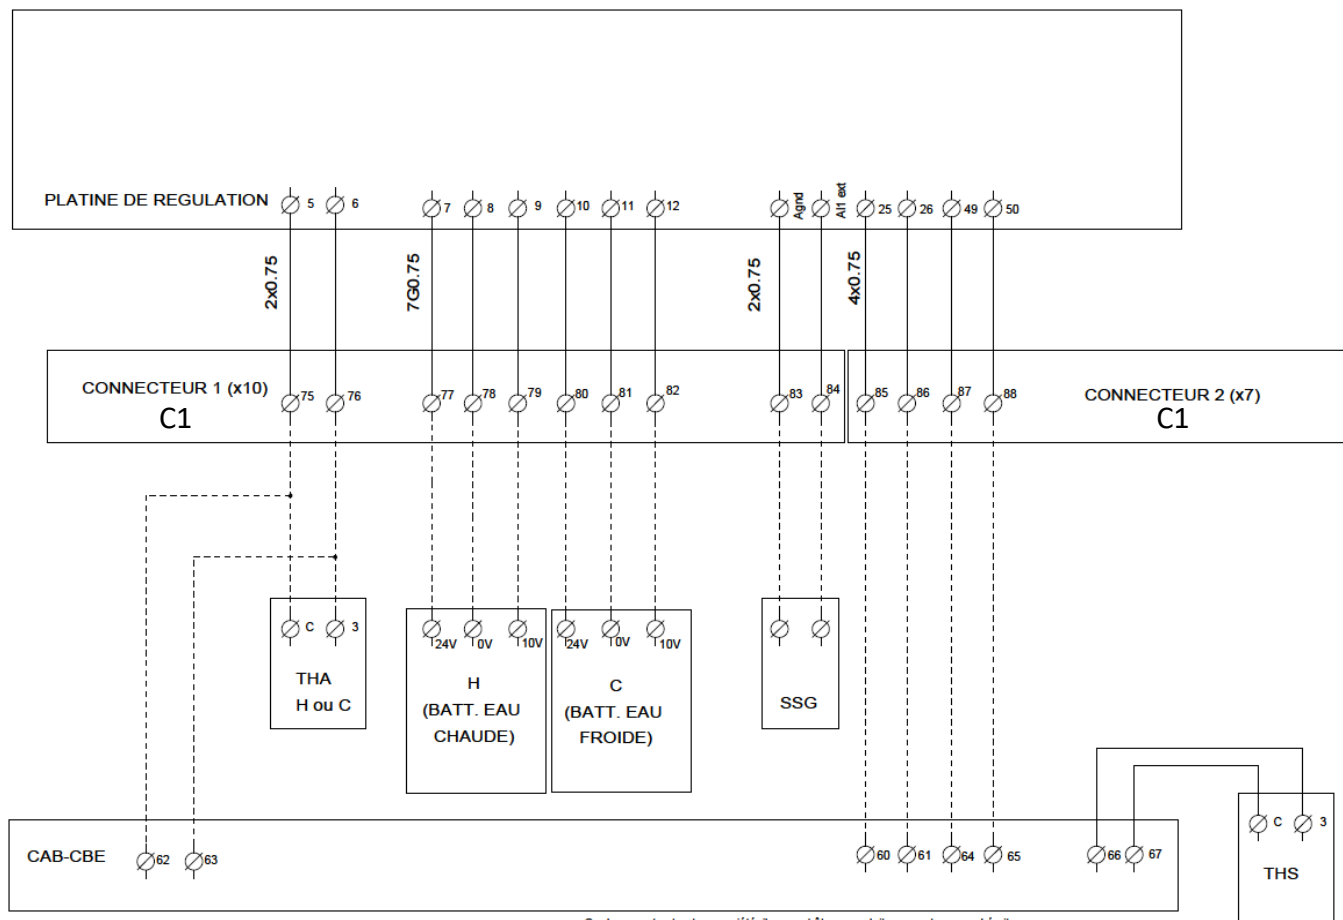 PLATINE DE REGULATION 5 6 7 8 9 10 11 12 Agnd AI1 ext 25 26 49 50
2x0.75 7G0.75 2x0.75 4x0.75
CONNECTEUR 1 (x10) 75 76 77 78 79 80 81 82 83 84 85 86 87 88 CONNECTEUR 2 (x7)
C1 C1
C 3
THA
H ou C
24V 0V 10V
H
(BATT. EAU
CHAUDE)
24V 0V 10V
C
(BATT. EAU
FROIDE)
SSG
CAB-CBE 62 63 60 61 64 65 66 67
C 3
THS